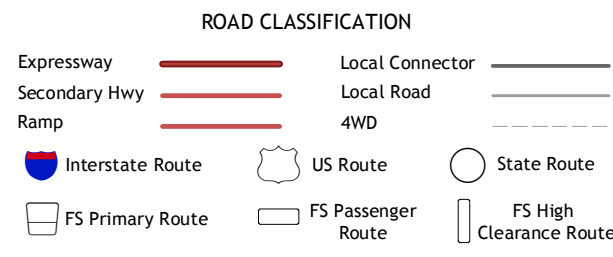 ROAD CLASSIFICATION
Expressway
Local Connector
Secondary Hwy
Local Road
Ramp
4WD
Interstate Route
US Route
State Route
FS Primary Route
FS Passenger
Route
FS High
Clearance Route